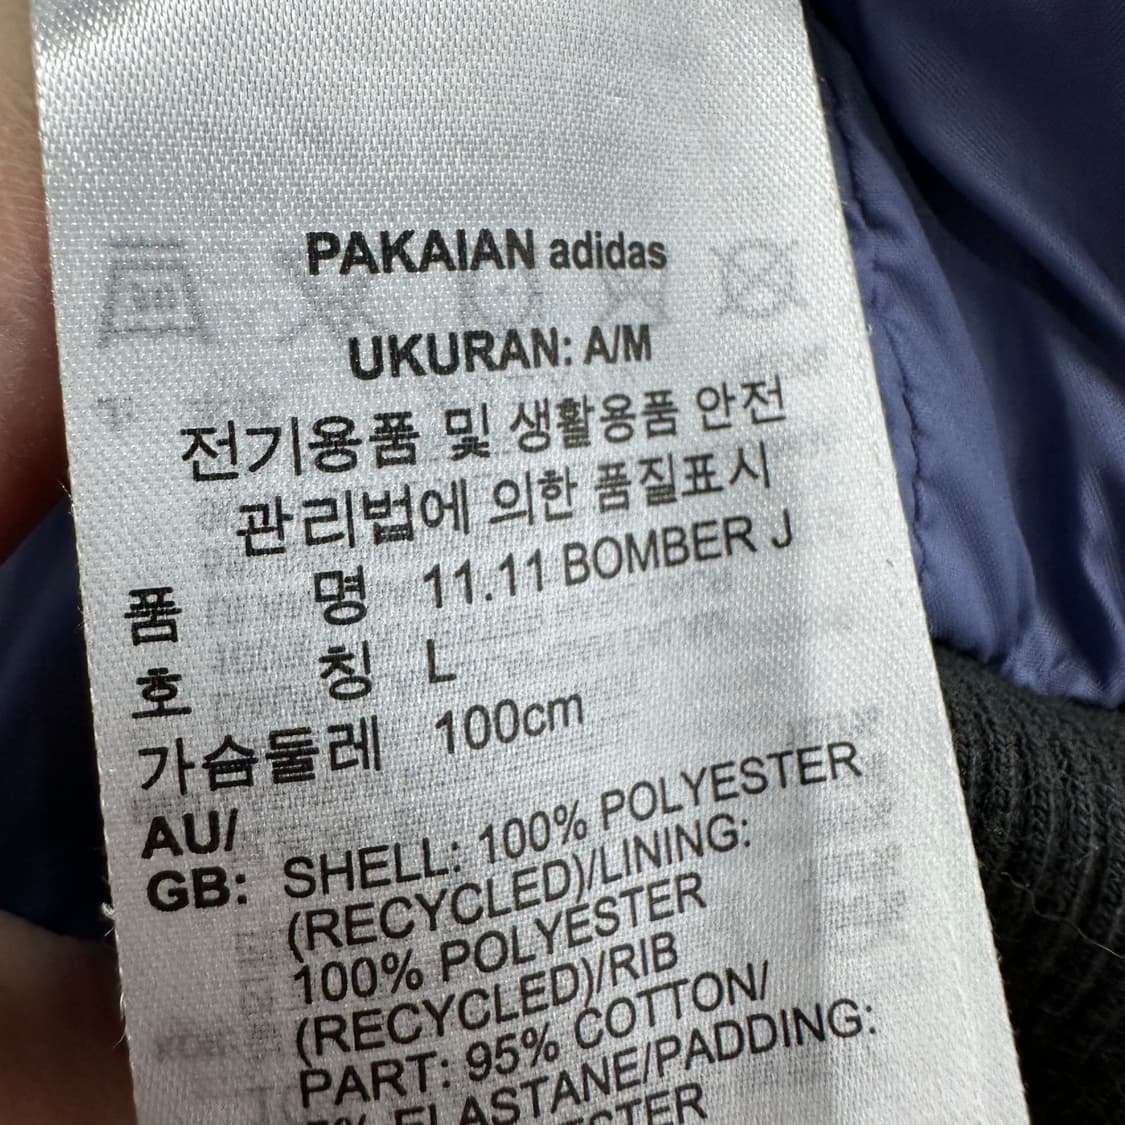 PAKAIAN adidas
UKURAN: A/M
전기용품 및 생활용품 안전
관리법에 의한 품질표시
품 명 11.11 BOMBER J
호 칭 L
가슴둘레 100cm
AU/
GB: SHELL: 100% POLYESTER
(RECYCLED)/LINING:
100% POLYESTER
(RECYCLED)/RIB
PART: 95% COTTON/
5% ELASTANE/PADDING: